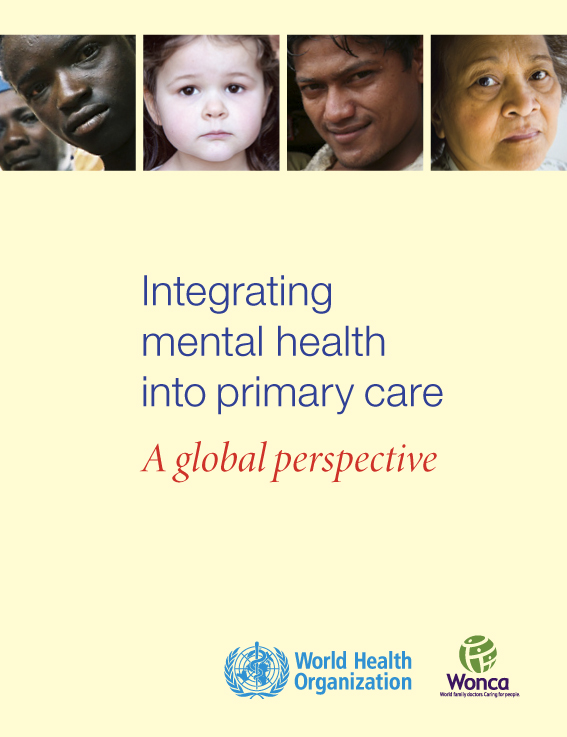 Integrating
mental health
into primary care
A global perspective
World Health
Organization
Wonca
World family doctors. Caring for people.